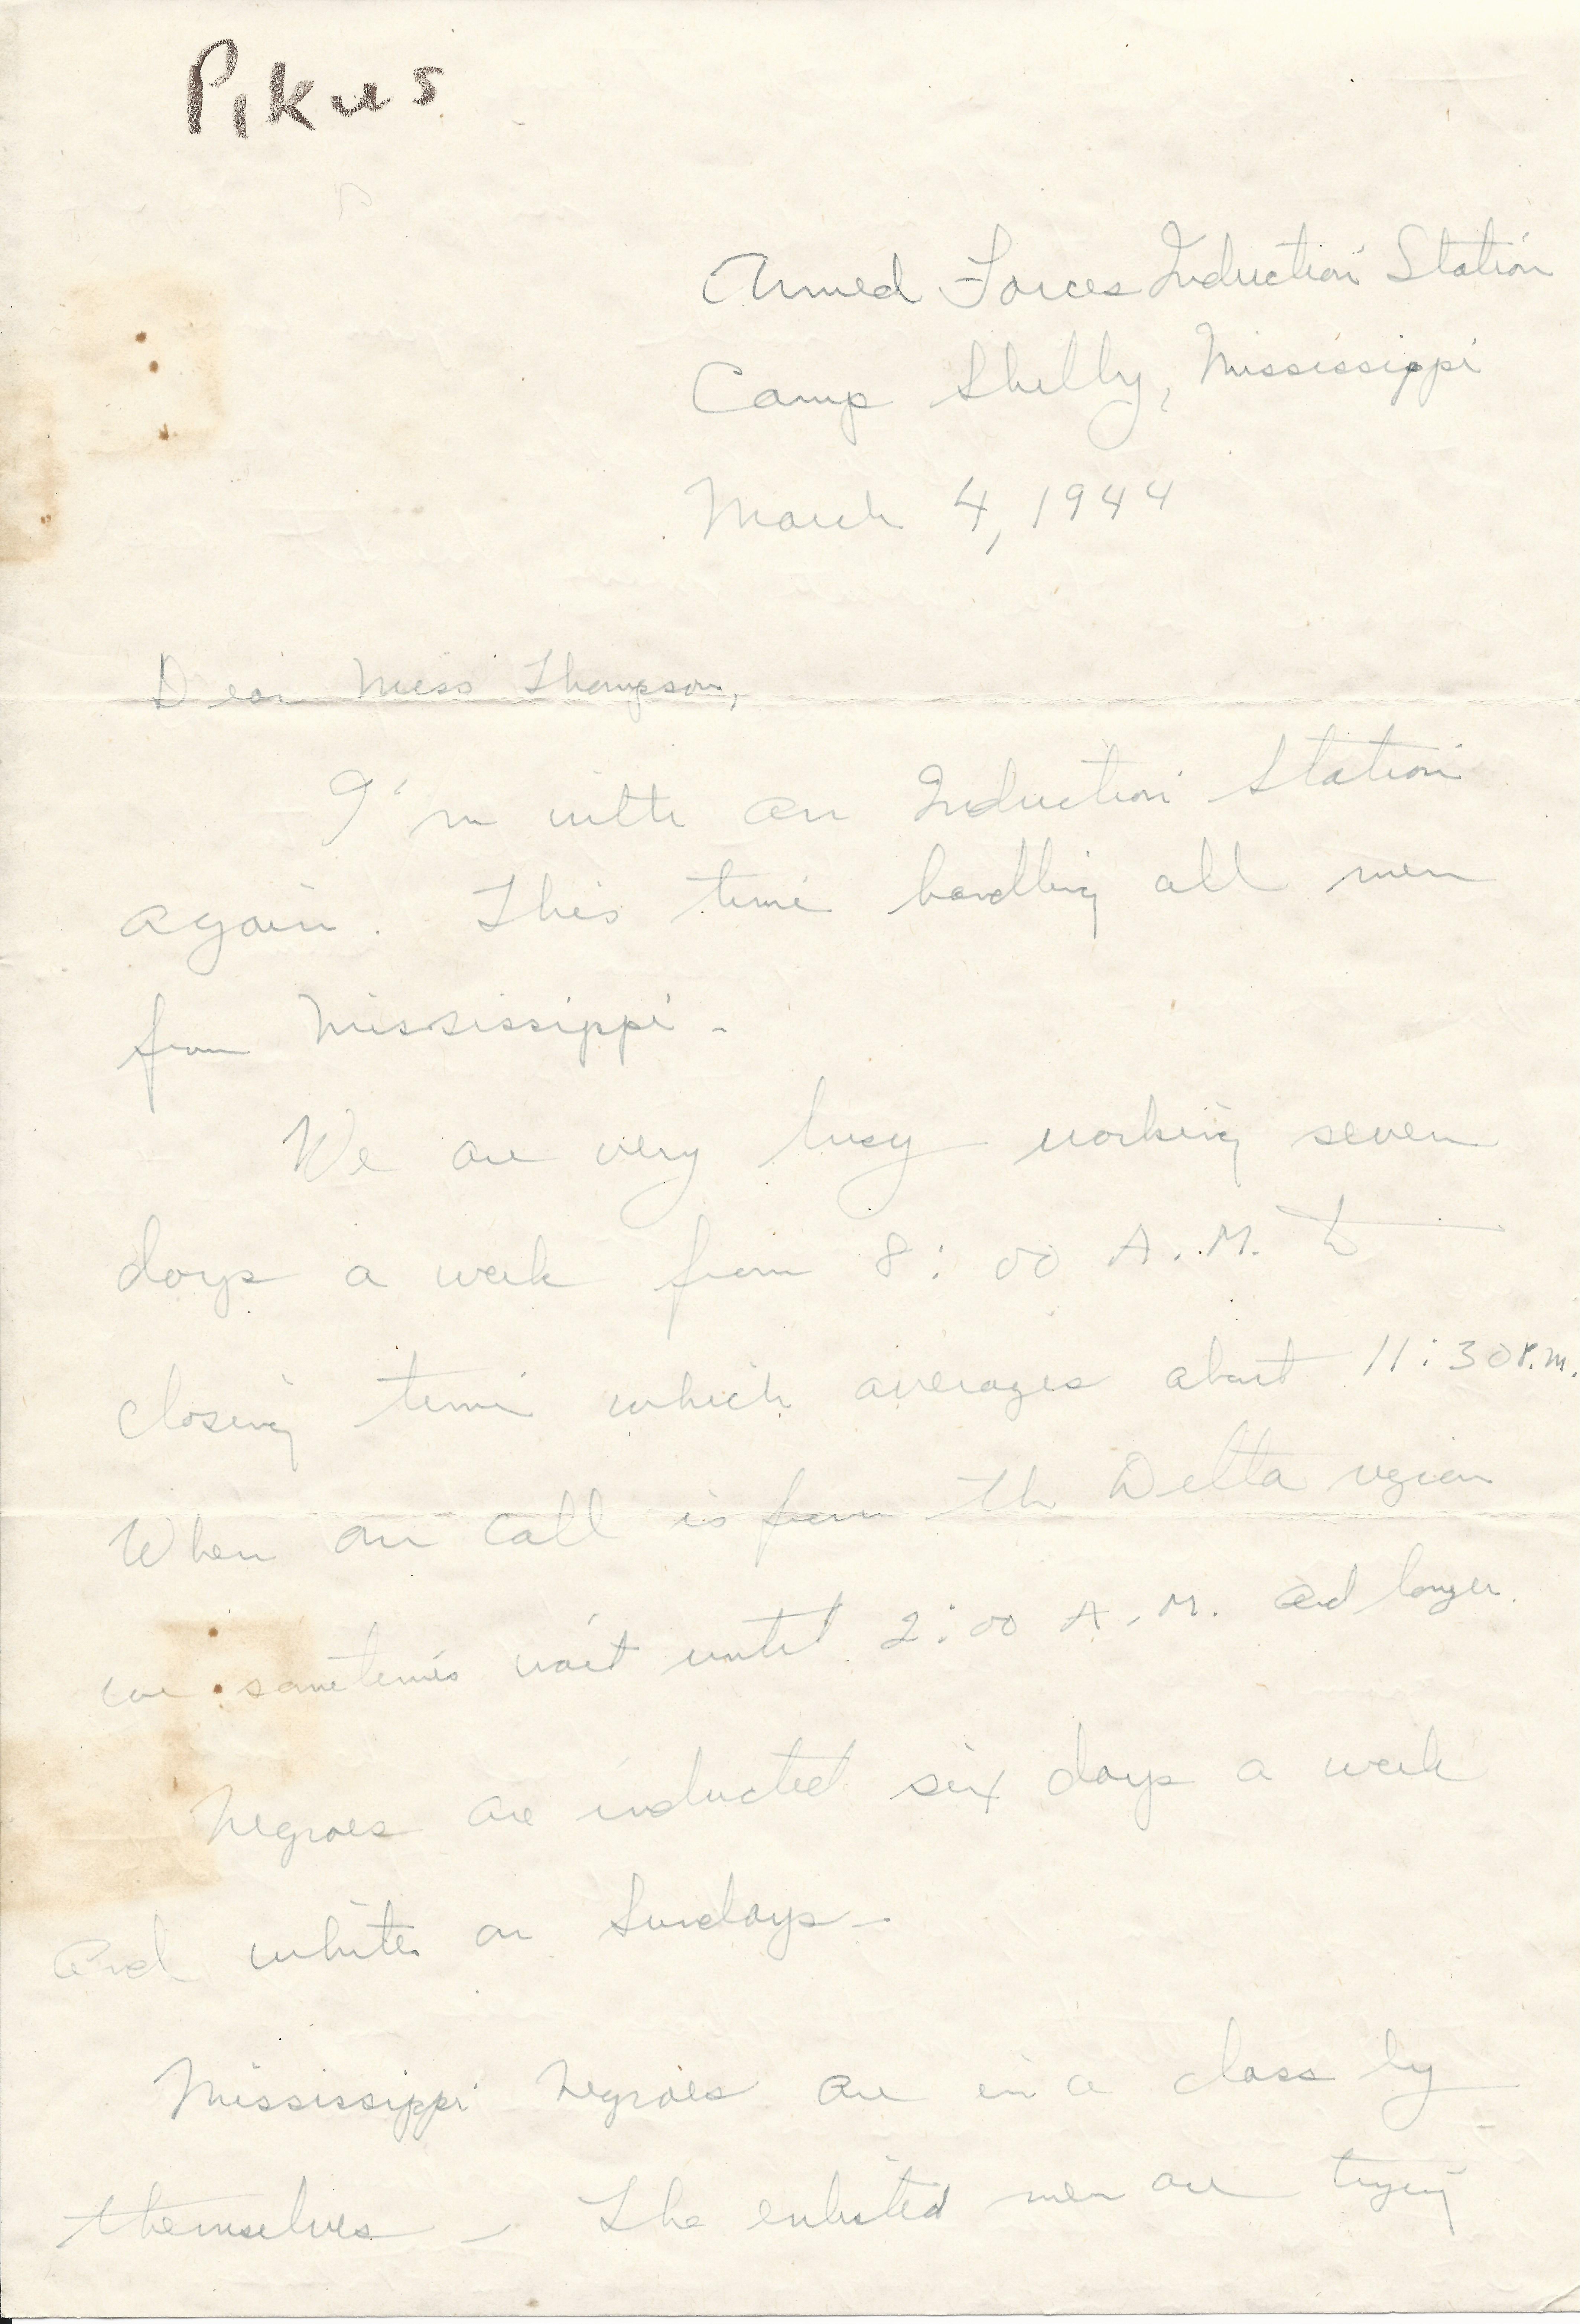 Pikus
Armed Forces Induction Station
Camp Shelby, Mississippi
March 4, 1944
Dear Miss Thompson,
I'm with an Induction Station
again. This time handling all men
from Mississippi.
We are very busy working seven
days a week from 8:00 A.M. to
closing time which averages about 11:30 P.M.
When our call is from the Delta region
we sometimes wait until 2:00 A.M. and longer.
Negroes are inducted six days a week
and whites on Sundays-
Mississippi Negroes are in a class by
themselves - The enlisted men are trying